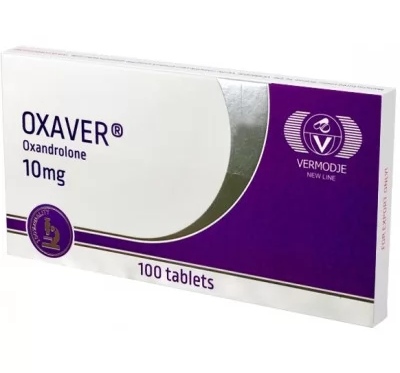 OXAVER®
Oxandrolone
10mg
VERMODJE
NEW LINE
100 tablets
FOR EXPORT ONLY!